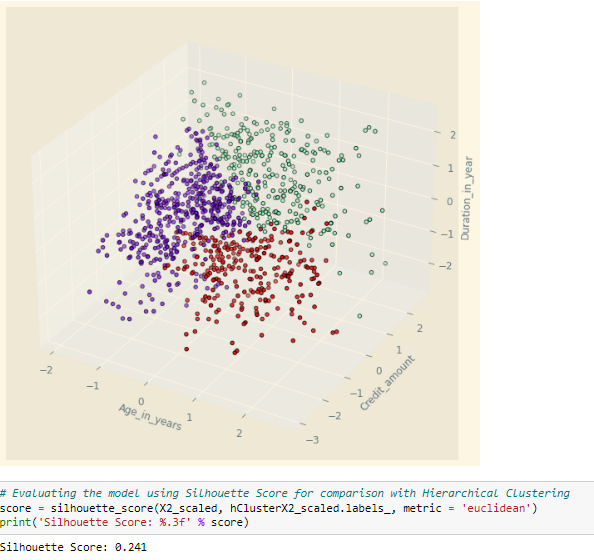 2
1
0
−1
−2
Duration_in_year
2
1
0
−1
−2
−3
Credit_amount
−2
−1
0
1
2
Age_in_years
# Evaluating the model using Silhouette Score for comparison with Hierarchical Clustering
score = silhouette_score(X2_scaled, hClusterX2_scaled.labels_, metric = 'euclidean')
print('Silhouette Score: %.3f' % score)
Silhouette Score: 0.241